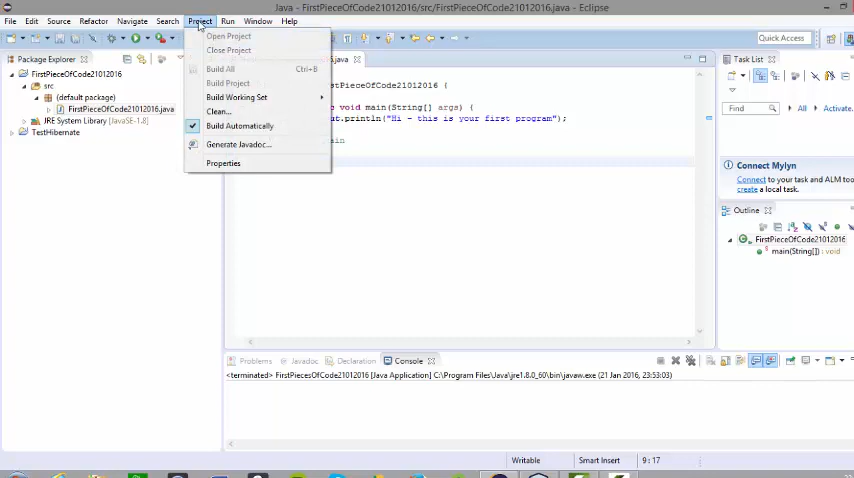 Java - FirstPieceOfCode21012016/src/FirstPieceOfCode21012016.java - Eclipse
File Edit Source Refactor Navigate Search Project Run Window Help
Quick Access
Package Explorer
FirstPieceOfCode21012016
src
(default package)
FirstPieceOfCode21012016.java
JRE System Library [JavaSE-1.8]
TestHibernate
Open Project
Close Project
Build All Ctrl+B
Build Project
Build Working Set
Clean...
Build Automatically
Generate Javadoc...
Properties
.java
rstPieceOfCode21012016 {
c void main(String[] args) {
ut.println("Hi - this is your first program");
ain
Task List
Find
All
Activate...
Connect Mylyn
Connect to your task and ALM tools or
create a local task.
Outline
FirstPieceOfCode21012016
main(String[]) : void
Problems Javadoc Declaration Console
<terminated> FirstPiecesOfCode21012016 [Java Application] C:\Program Files\Java\jre1.8.0_60\bin\javaw.exe (21 Jan 2016, 23:53:03)
Writable Smart Insert 9 : 17